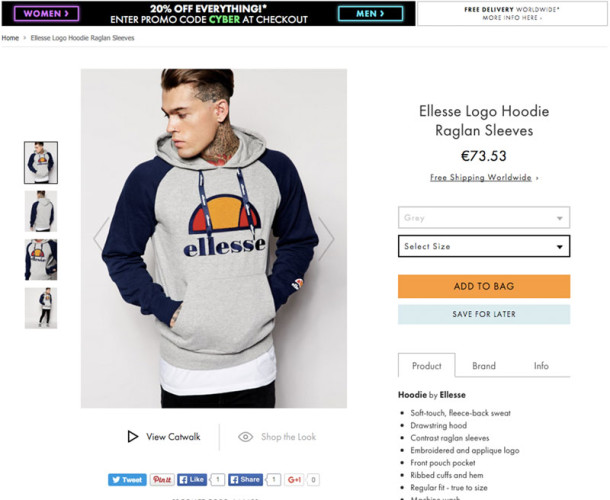 WOMEN >
20% OFF EVERYTHING!*
ENTER PROMO CODE CYBER AT CHECKOUT
MEN >
FREE DELIVERY WORLDWIDE*
MORE INFO HERE ›
Home › Ellesse Logo Hoodie Raglan Sleeves
ellesse
Ellesse Logo Hoodie
Raglan Sleeves
€73.53
Free Shipping Worldwide ›
Grey
Select Size
ADD TO BAG
SAVE FOR LATER
Product Brand Info
Hoodie by Ellesse
Soft-touch, fleece-back sweat
Drawstring hood
Contrast raglan sleeves
Embroidered and applique logo
Front pouch pocket
Ribbed cuffs and hem
Regular fit - true to size
Machine wash
View Catwalk
Shop the Look
Tweet Pin it Like 1 Share 1 G+1 0